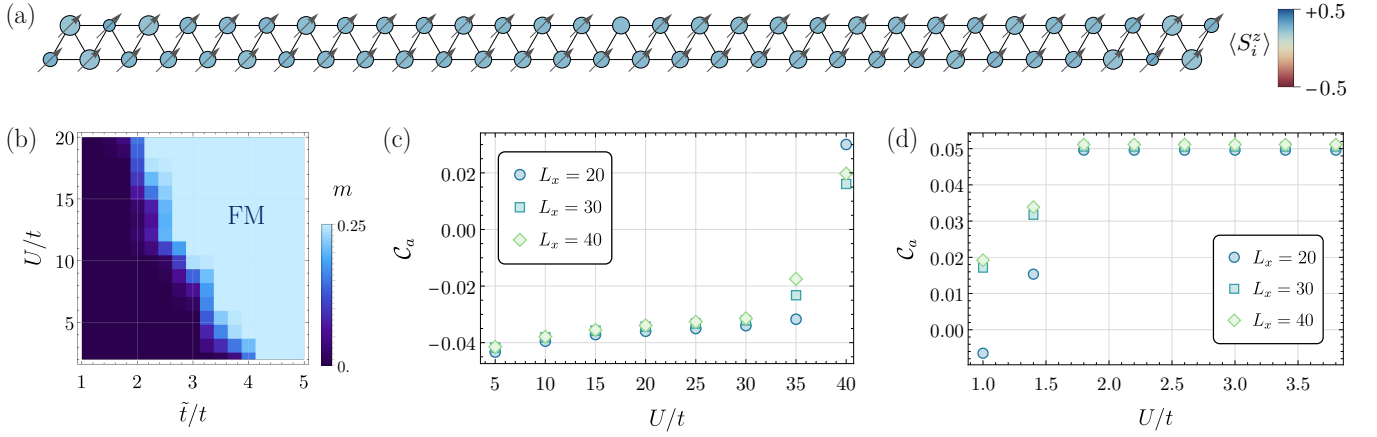 (a)
⟨S_i^z⟩
+0.5
−0.5
(b)
20
15
10
5
U/t
FM
1
2
3
4
5
t̃/t
m
0.25
0.
(c)
0.02
0.00
−0.02
−0.04
𝒞_a
L_x = 20
L_x = 30
L_x = 40
5
10
15
20
25
30
35
40
U/t
(d)
0.05
0.04
0.03
0.02
0.01
0.00
𝒞_a
L_x = 20
L_x = 30
L_x = 40
1.0
1.5
2.0
2.5
3.0
3.5
U/t